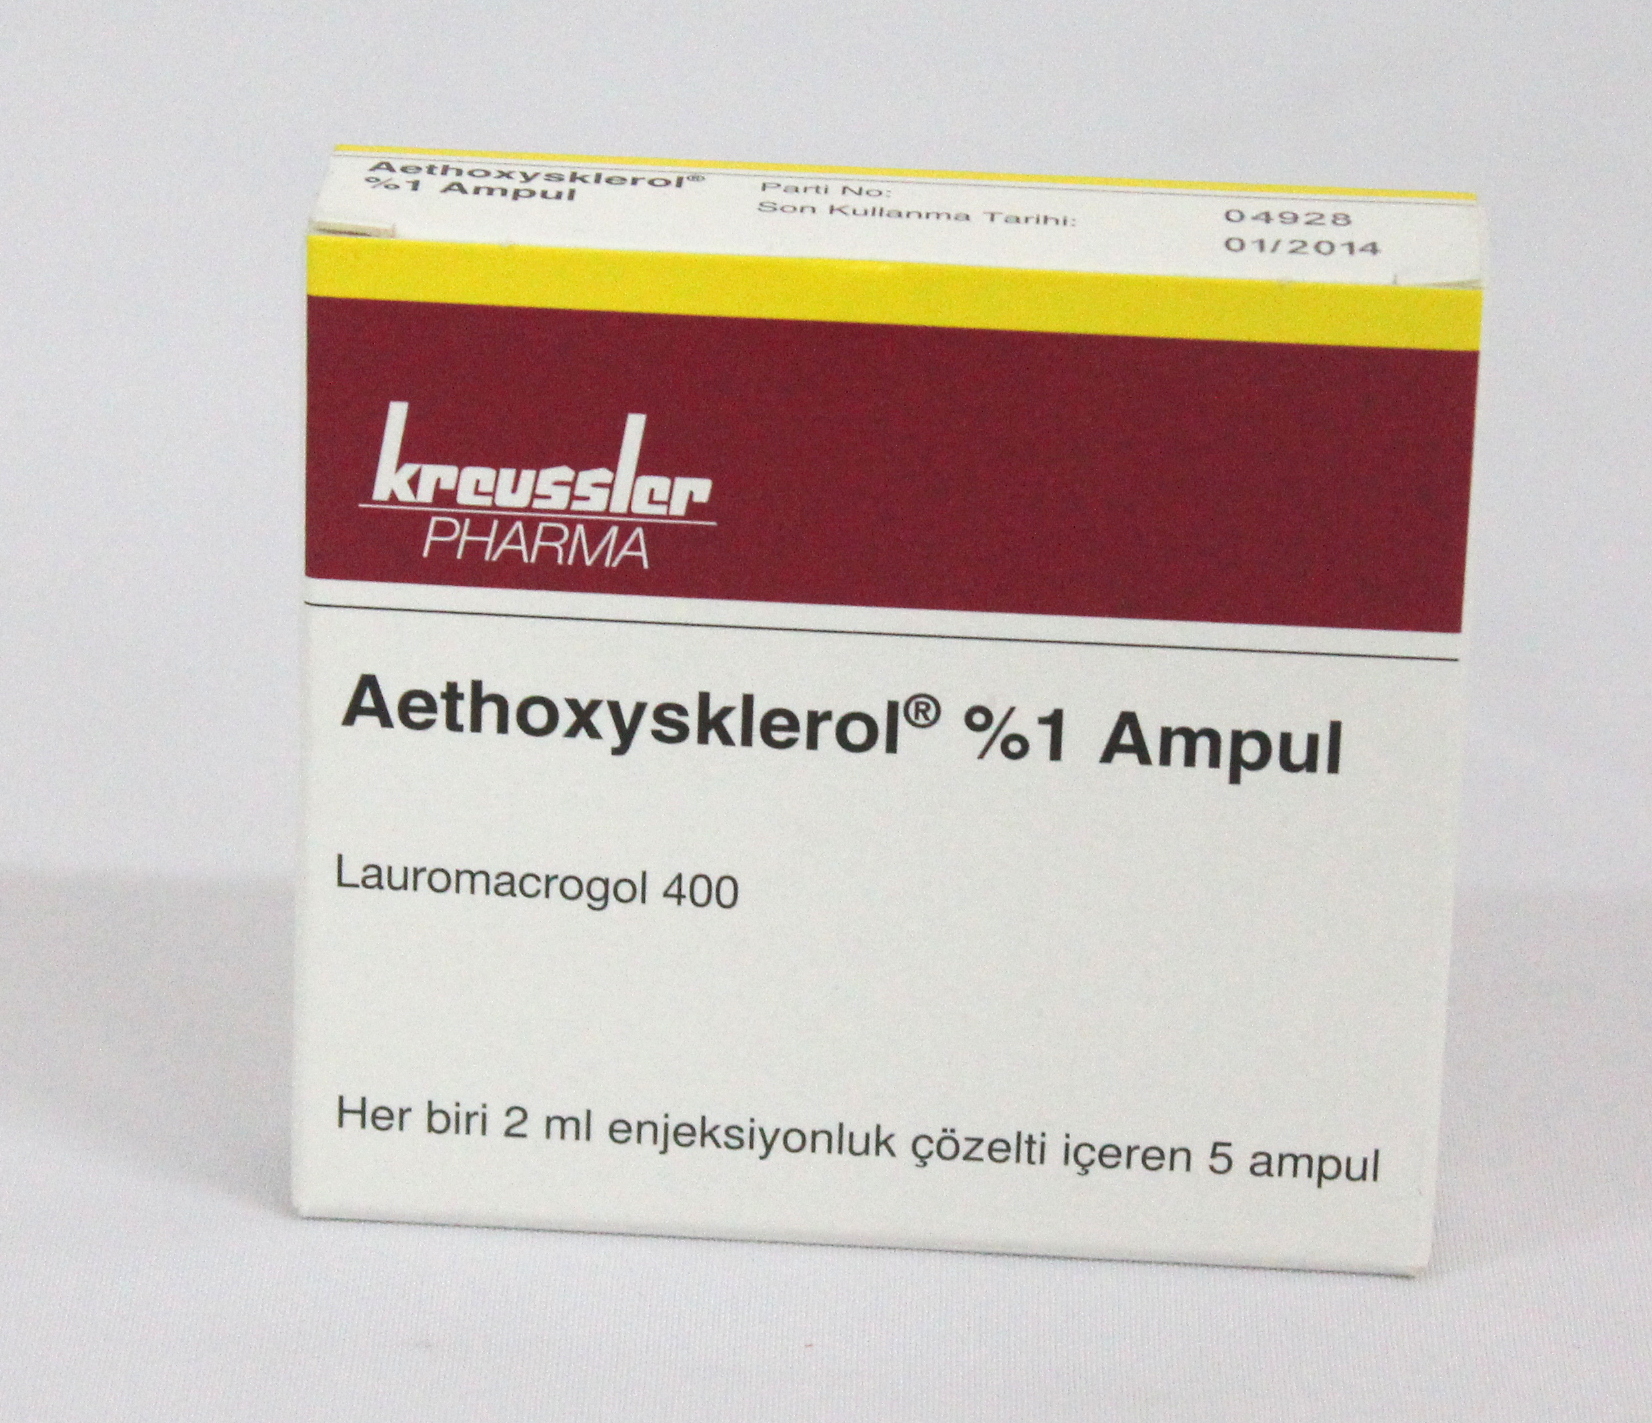 Aethoxysklerol®
%1 Ampul
Parti No:
Son Kullanma Tarihi:
04928
01/2014
kreussler
PHARMA
Aethoxysklerol® %1 Ampul
Lauromacrogol 400
Her biri 2 ml enjeksiyonluk çözelti içeren 5 ampul